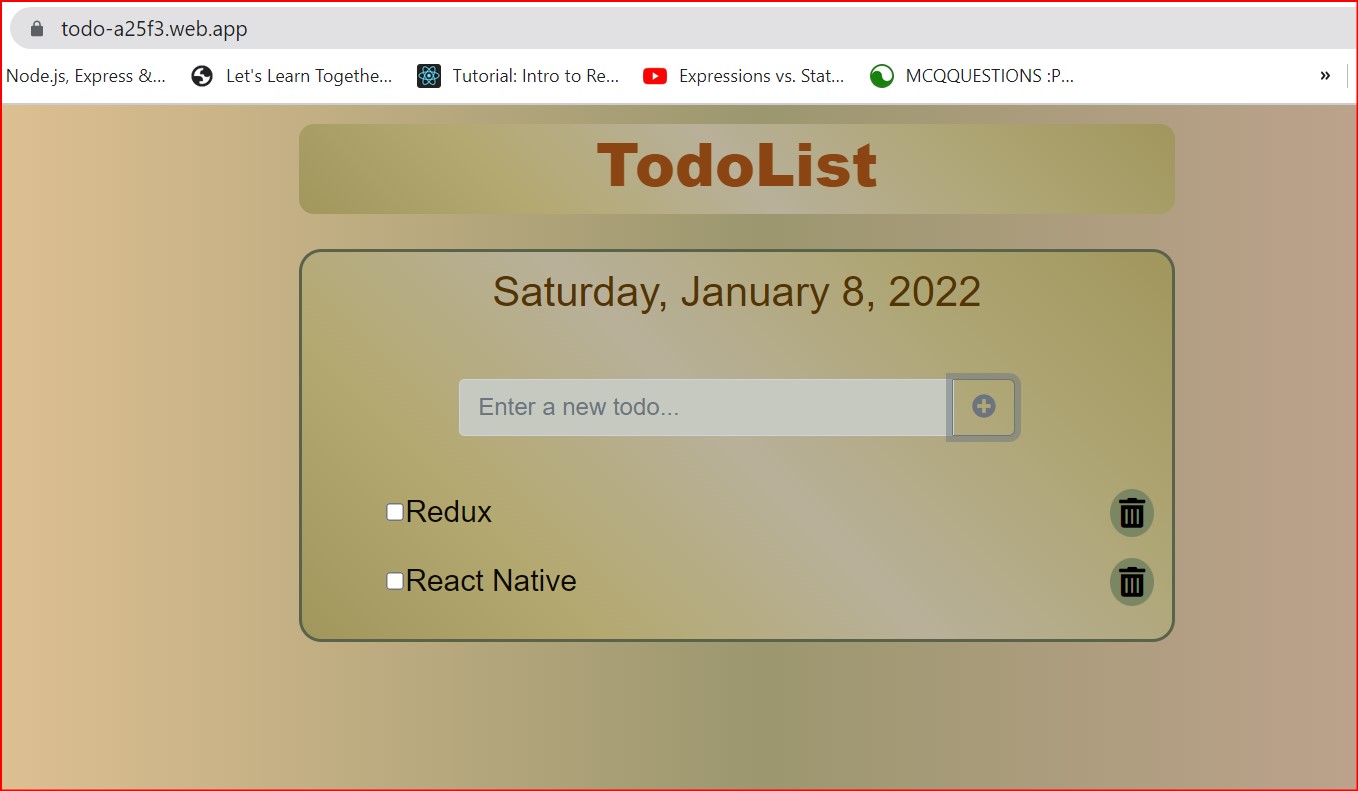 todo-a25f3.web.app
Node.js, Express &... Let's Learn Togethe... Tutorial: Intro to Re... Expressions vs. Stat... MCQQUESTIONS :P... »
TodoList
Saturday, January 8, 2022
Enter a new todo...
Redux
React Native